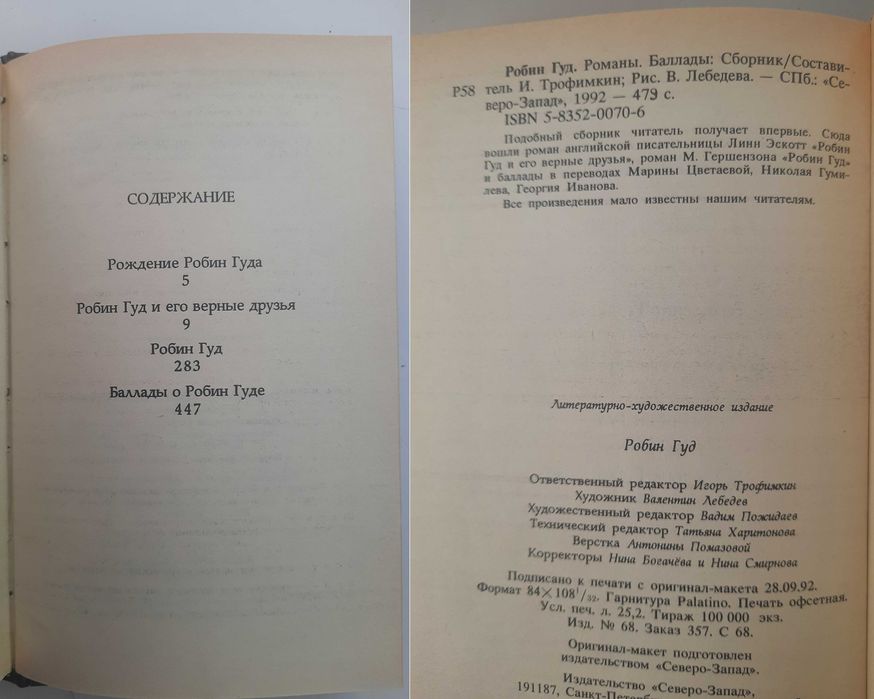 СОДЕРЖАНИЕ
Рождение Робин Гуда
5
Робин Гуд и его верные друзья
9
Робин Гуд
283
Баллады о Робин Гуде
447
Робин Гуд. Романы. Баллады: Сборник/Состави-
Р58 тель И. Трофимкин; Рис. В. Лебедева. — СПб.: «Се-
веро-Запад», 1992 — 479 с.
ISBN 5-8352-0070-6
Подобный сборник читатель получает впервые. Сюда
вошли роман английской писательницы Линн Эскотт «Робин
Гуд и его верные друзья», роман М. Гершензона «Робин Гуд»
и баллады в переводах Марины Цветаевой, Николая Гуми-
лева, Георгия Иванова.
Все произведения мало известны нашим читателям.
Литературно-художественное издание
Робин Гуд
Ответственный редактор Игорь Трофимкин
Художник Валентин Лебедев
Художественный редактор Вадим Пожидаев
Технический редактор Татьяна Харитонова
Верстка Антонины Помазовой
Корректоры Нина Богачёва и Нина Смирнова
Подписано к печати с оригинал-макета 28.09.92.
Формат 84×108¹/₃₂. Гарнитура Palatino. Печать офсетная.
Усл. печ. л. 25,2. Тираж 100 000 экз.
Изд. № 68. Заказ 357. С 68.
Оригинал-макет подготовлен
издательством «Северо-Запад».
Издательство «Северо-Запад»,
191187, Санкт-Петербург